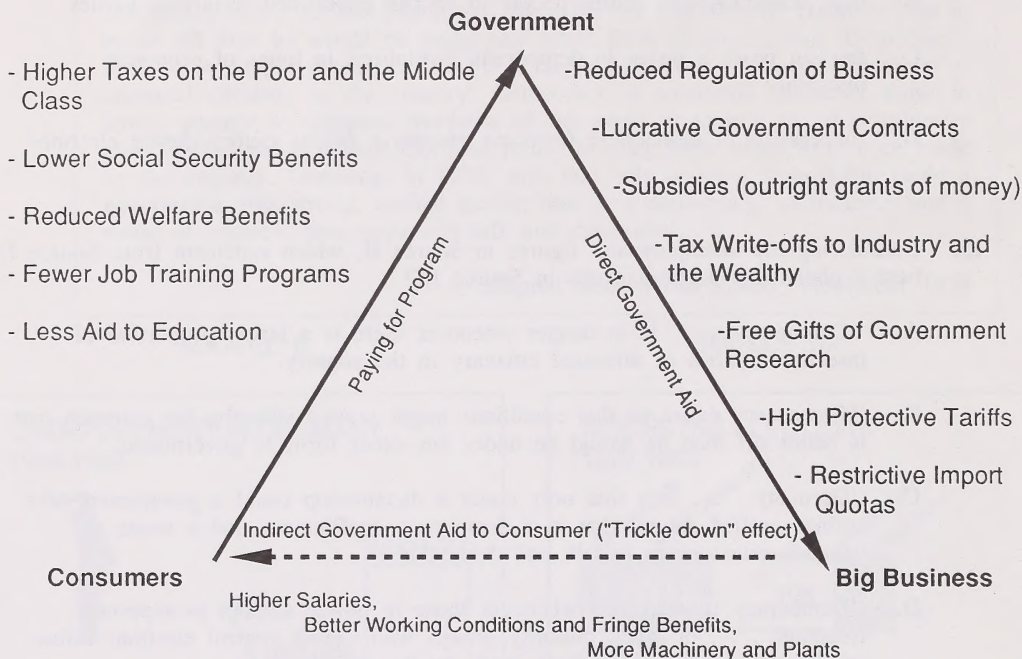 Government
- Higher Taxes on the Poor and the Middle
Class
- Lower Social Security Benefits
- Reduced Welfare Benefits
- Fewer Job Training Programs
- Less Aid to Education
Paying for Program
Direct Government Aid
-Reduced Regulation of Business
-Lucrative Government Contracts
-Subsidies (outright grants of money)
-Tax Write-offs to Industry and
the Wealthy
-Free Gifts of Government
Research
-High Protective Tariffs
- Restrictive Import
Quotas
Indirect Government Aid to Consumer ("Trickle down" effect)
Consumers
Big Business
Higher Salaries,
Better Working Conditions and Fringe Benefits,
More Machinery and Plants